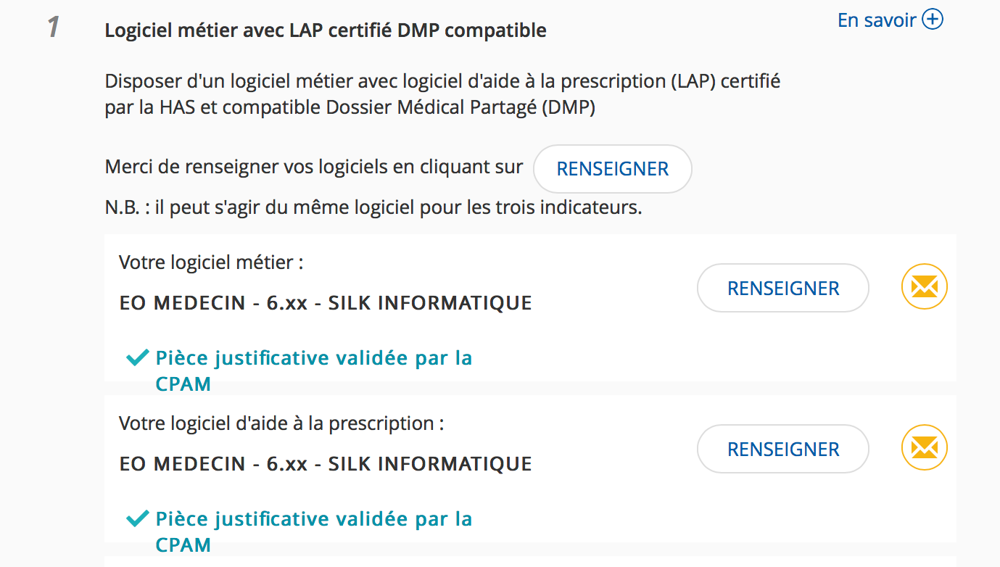 1
Logiciel métier avec LAP certifié DMP compatible
En savoir +
Disposer d'un logiciel métier avec logiciel d'aide à la prescription (LAP) certifié
par la HAS et compatible Dossier Médical Partagé (DMP)
Merci de renseigner vos logiciels en cliquant sur RENSEIGNER
N.B. : il peut s'agir du même logiciel pour les trois indicateurs.
Votre logiciel métier :
RENSEIGNER
EO MEDECIN - 6.xx - SILK INFORMATIQUE
Pièce justificative validée par la
CPAM
Votre logiciel d'aide à la prescription :
RENSEIGNER
EO MEDECIN - 6.xx - SILK INFORMATIQUE
Pièce justificative validée par la
CPAM